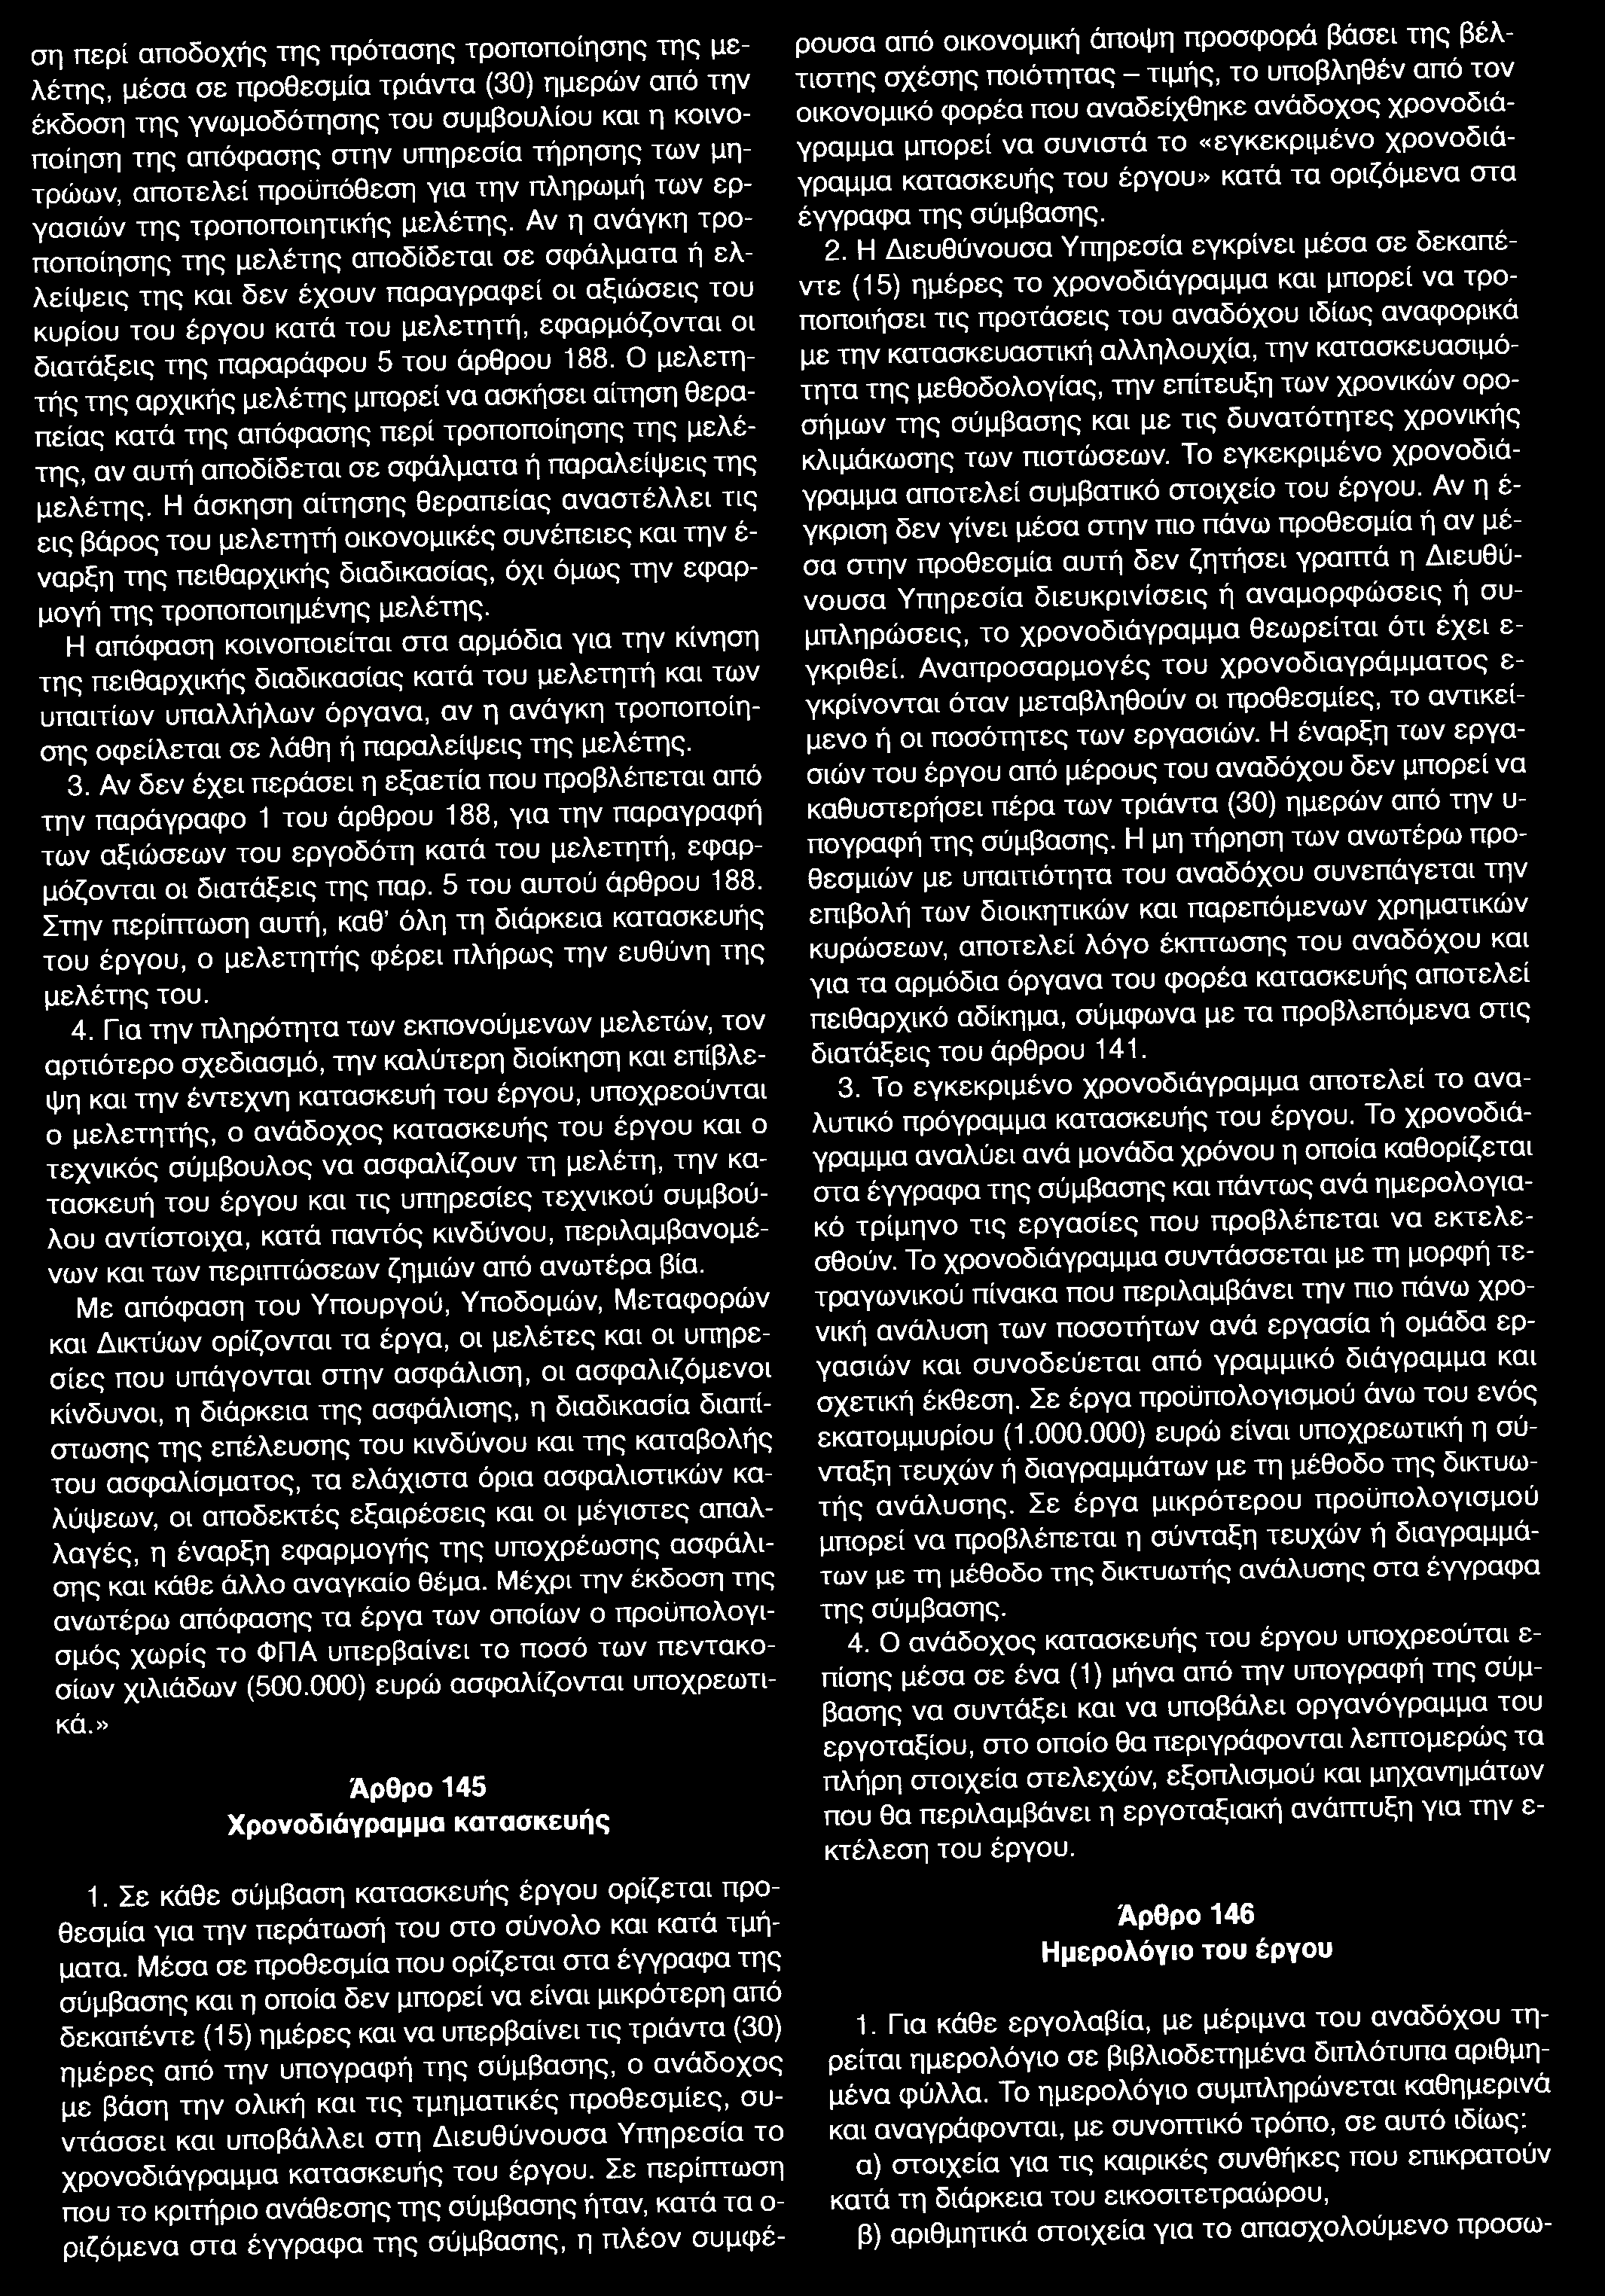 ση περί αποδοχής της πρότασης τροποποίησης της με-
λέτης, μέσα σε προθεσμία τριάντα (30) ημερών από την
έκδοση της γνωμοδότησης του συμβουλίου και η κοινο-
ποίηση της απόφασης στην υπηρεσία τήρησης των μη-
τρώων, αποτελεί προϋπόθεση για την πληρωμή των ερ-
γασιών της τροποποιητικής μελέτης. Αν η ανάγκη τρο-
ποποίησης της μελέτης αποδίδεται σε σφάλματα ή ελ-
λείψεις της και δεν έχουν παραγραφεί οι αξιώσεις του
κυρίου του έργου κατά του μελετητή, εφαρμόζονται οι
διατάξεις της παραράφου 5 του άρθρου 188. Ο μελετη-
τής της αρχικής μελέτης μπορεί να ασκήσει αίτηση θερα-
πείας κατά της απόφασης περί τροποποίησης της μελέ-
της, αν αυτή αποδίδεται σε σφάλματα ή παραλείψεις της
μελέτης. Η άσκηση αίτησης θεραπείας αναστέλλει τις
εις βάρος του μελετητή οικονομικές συνέπειες και την έ-
ναρξη της πειθαρχικής διαδικασίας, όχι όμως την εφαρ-
μογή της τροποποιημένης μελέτης.
Η απόφαση κοινοποιείται στα αρμόδια για την κίνηση
της πειθαρχικής διαδικασίας κατά του μελετητή και των
υπαιτίων υπαλλήλων όργανα, αν η ανάγκη τροποποίη-
σης οφείλεται σε λάθη ή παραλείψεις της μελέτης.
3. Αν δεν έχει περάσει η εξαετία που προβλέπεται από
την παράγραφο 1 του άρθρου 188, για την παραγραφή
των αξιώσεων του εργοδότη κατά του μελετητή, εφαρ-
μόζονται οι διατάξεις της παρ. 5 του αυτού άρθρου 188.
Στην περίπτωση αυτή, καθ’ όλη τη διάρκεια κατασκευής
του έργου, ο μελετητής φέρει πλήρως την ευθύνη της
μελέτης του.
4. Για την πληρότητα των εκπονούμενων μελετών, τον
αρτιότερο σχεδιασμό, την καλύτερη διοίκηση και επίβλε-
ψη και την έντεχνη κατασκευή του έργου, υποχρεούνται
ο μελετητής, ο ανάδοχος κατασκευής του έργου και ο
τεχνικός σύμβουλος να ασφαλίζουν τη μελέτη, την κα-
τασκευή του έργου και τις υπηρεσίες τεχνικού συμβού-
λου αντίστοιχα, κατά παντός κινδύνου, περιλαμβανομέ-
νων και των περιπτώσεων ζημιών από ανωτέρα βία.
Με απόφαση του Υπουργού, Υποδομών, Μεταφορών
και Δικτύων ορίζονται τα έργα, οι μελέτες και οι υπηρε-
σίες που υπάγονται στην ασφάλιση, οι ασφαλιζόμενοι
κίνδυνοι, η διάρκεια της ασφάλισης, η διαδικασία διαπί-
στωσης της επέλευσης του κινδύνου και της καταβολής
του ασφαλίσματος, τα ελάχιστα όρια ασφαλιστικών κα-
λύψεων, οι αποδεκτές εξαιρέσεις και οι μέγιστες απαλ-
λαγές, η έναρξη εφαρμογής της υποχρέωσης ασφάλι-
σης και κάθε άλλο αναγκαίο θέμα. Μέχρι την έκδοση της
ανωτέρω απόφασης τα έργα των οποίων ο προϋπολογι-
σμός χωρίς το ΦΠΑ υπερβαίνει το ποσό των πεντακο-
σίων χιλιάδων (500.000) ευρώ ασφαλίζονται υποχρεωτι-
κά.»
Άρθρο 145
Χρονοδιάγραμμα κατασκευής
1. Σε κάθε σύμβαση κατασκευής έργου ορίζεται προ-
θεσμία για την περάτωσή του στο σύνολο και κατά τμή-
ματα. Μέσα σε προθεσμία που ορίζεται στα έγγραφα της
σύμβασης και η οποία δεν μπορεί να είναι μικρότερη από
δεκαπέντε (15) ημέρες και να υπερβαίνει τις τριάντα (30)
ημέρες από την υπογραφή της σύμβασης, ο ανάδοχος
με βάση την ολική και τις τμηματικές προθεσμίες, συ-
ντάσσει και υποβάλλει στη Διευθύνουσα Υπηρεσία το
χρονοδιάγραμμα κατασκευής του έργου. Σε περίπτωση
που το κριτήριο ανάθεσης της σύμβασης ήταν, κατά τα ο-
ριζόμενα στα έγγραφα της σύμβασης, η πλέον συμφέ-
ρουσα από οικονομική άποψη προσφορά βάσει της βέλ-
τιστης σχέσης ποιότητας – τιμής, το υποβληθέν από τον
οικονομικό φορέα που αναδείχθηκε ανάδοχος χρονοδιά-
γραμμα μπορεί να συνιστά το «εγκεκριμένο χρονοδιά-
γραμμα κατασκευής του έργου» κατά τα οριζόμενα στα
έγγραφα της σύμβασης.
2. Η Διευθύνουσα Υπηρεσία εγκρίνει μέσα σε δεκαπέ-
ντε (15) ημέρες το χρονοδιάγραμμα και μπορεί να τρο-
ποποιήσει τις προτάσεις του αναδόχου ιδίως αναφορικά
με την κατασκευαστική αλληλουχία, την κατασκευασιμό-
τητα της μεθοδολογίας, την επίτευξη των χρονικών ορο-
σήμων της σύμβασης και με τις δυνατότητες χρονικής
κλιμάκωσης των πιστώσεων. Το εγκεκριμένο χρονοδιά-
γραμμα αποτελεί συμβατικό στοιχείο του έργου. Αν η έ-
γκριση δεν γίνει μέσα στην πιο πάνω προθεσμία ή αν μέ-
σα στην προθεσμία αυτή δεν ζητήσει γραπτά η Διευθύ-
νουσα Υπηρεσία διευκρινίσεις ή αναμορφώσεις ή συ-
μπληρώσεις, το χρονοδιάγραμμα θεωρείται ότι έχει ε-
γκριθεί. Αναπροσαρμογές του χρονοδιαγράμματος ε-
γκρίνονται όταν μεταβληθούν οι προθεσμίες, το αντικεί-
μενο ή οι ποσότητες των εργασιών. Η έναρξη των εργα-
σιών του έργου από μέρους του αναδόχου δεν μπορεί να
καθυστερήσει πέρα των τριάντα (30) ημερών από την υ-
πογραφή της σύμβασης. Η μη τήρηση των ανωτέρω προ-
θεσμιών με υπαιτιότητα του αναδόχου συνεπάγεται την
επιβολή των διοικητικών και παρεπόμενων χρηματικών
κυρώσεων, αποτελεί λόγο έκπτωσης του αναδόχου και
για τα αρμόδια όργανα του φορέα κατασκευής αποτελεί
πειθαρχικό αδίκημα, σύμφωνα με τα προβλεπόμενα στις
διατάξεις του άρθρου 141.
3. Το εγκεκριμένο χρονοδιάγραμμα αποτελεί το ανα-
λυτικό πρόγραμμα κατασκευής του έργου. Το χρονοδιά-
γραμμα αναλύει ανά μονάδα χρόνου η οποία καθορίζεται
στα έγγραφα της σύμβασης και πάντως ανά ημερολογια-
κό τρίμηνο τις εργασίες που προβλέπεται να εκτελε-
σθούν. Το χρονοδιάγραμμα συντάσσεται με τη μορφή τε-
τραγωνικού πίνακα που περιλαμβάνει την πιο πάνω χρο-
νική ανάλυση των ποσοτήτων ανά εργασία ή ομάδα ερ-
γασιών και συνοδεύεται από γραμμικό διάγραμμα και
σχετική έκθεση. Σε έργα προϋπολογισμού άνω του ενός
εκατομμυρίου (1.000.000) ευρώ είναι υποχρεωτική η σύ-
νταξη τευχών ή διαγραμμάτων με τη μέθοδο της δικτυω-
τής ανάλυσης. Σε έργα μικρότερου προϋπολογισμού
μπορεί να προβλέπεται η σύνταξη τευχών ή διαγραμμά-
των με τη μέθοδο της δικτυωτής ανάλυσης στα έγγραφα
της σύμβασης.
4. Ο ανάδοχος κατασκευής του έργου υποχρεούται ε-
πίσης μέσα σε ένα (1) μήνα από την υπογραφή της σύμ-
βασης να συντάξει και να υποβάλει οργανόγραμμα του
εργοταξίου, στο οποίο θα περιγράφονται λεπτομερώς τα
πλήρη στοιχεία στελεχών, εξοπλισμού και μηχανημάτων
που θα περιλαμβάνει η εργοταξιακή ανάπτυξη για την ε-
κτέλεση του έργου.
Άρθρο 146
Ημερολόγιο του έργου
1. Για κάθε εργολαβία, με μέριμνα του αναδόχου τη-
ρείται ημερολόγιο σε βιβλιοδετημένα διπλότυπα αριθμη-
μένα φύλλα. Το ημερολόγιο συμπληρώνεται καθημερινά
και αναγράφονται, με συνοπτικό τρόπο, σε αυτό ιδίως:
α) στοιχεία για τις καιρικές συνθήκες που επικρατούν
κατά τη διάρκεια του εικοσιτετραώρου,
β) αριθμητικά στοιχεία για το απασχολούμενο προσω-